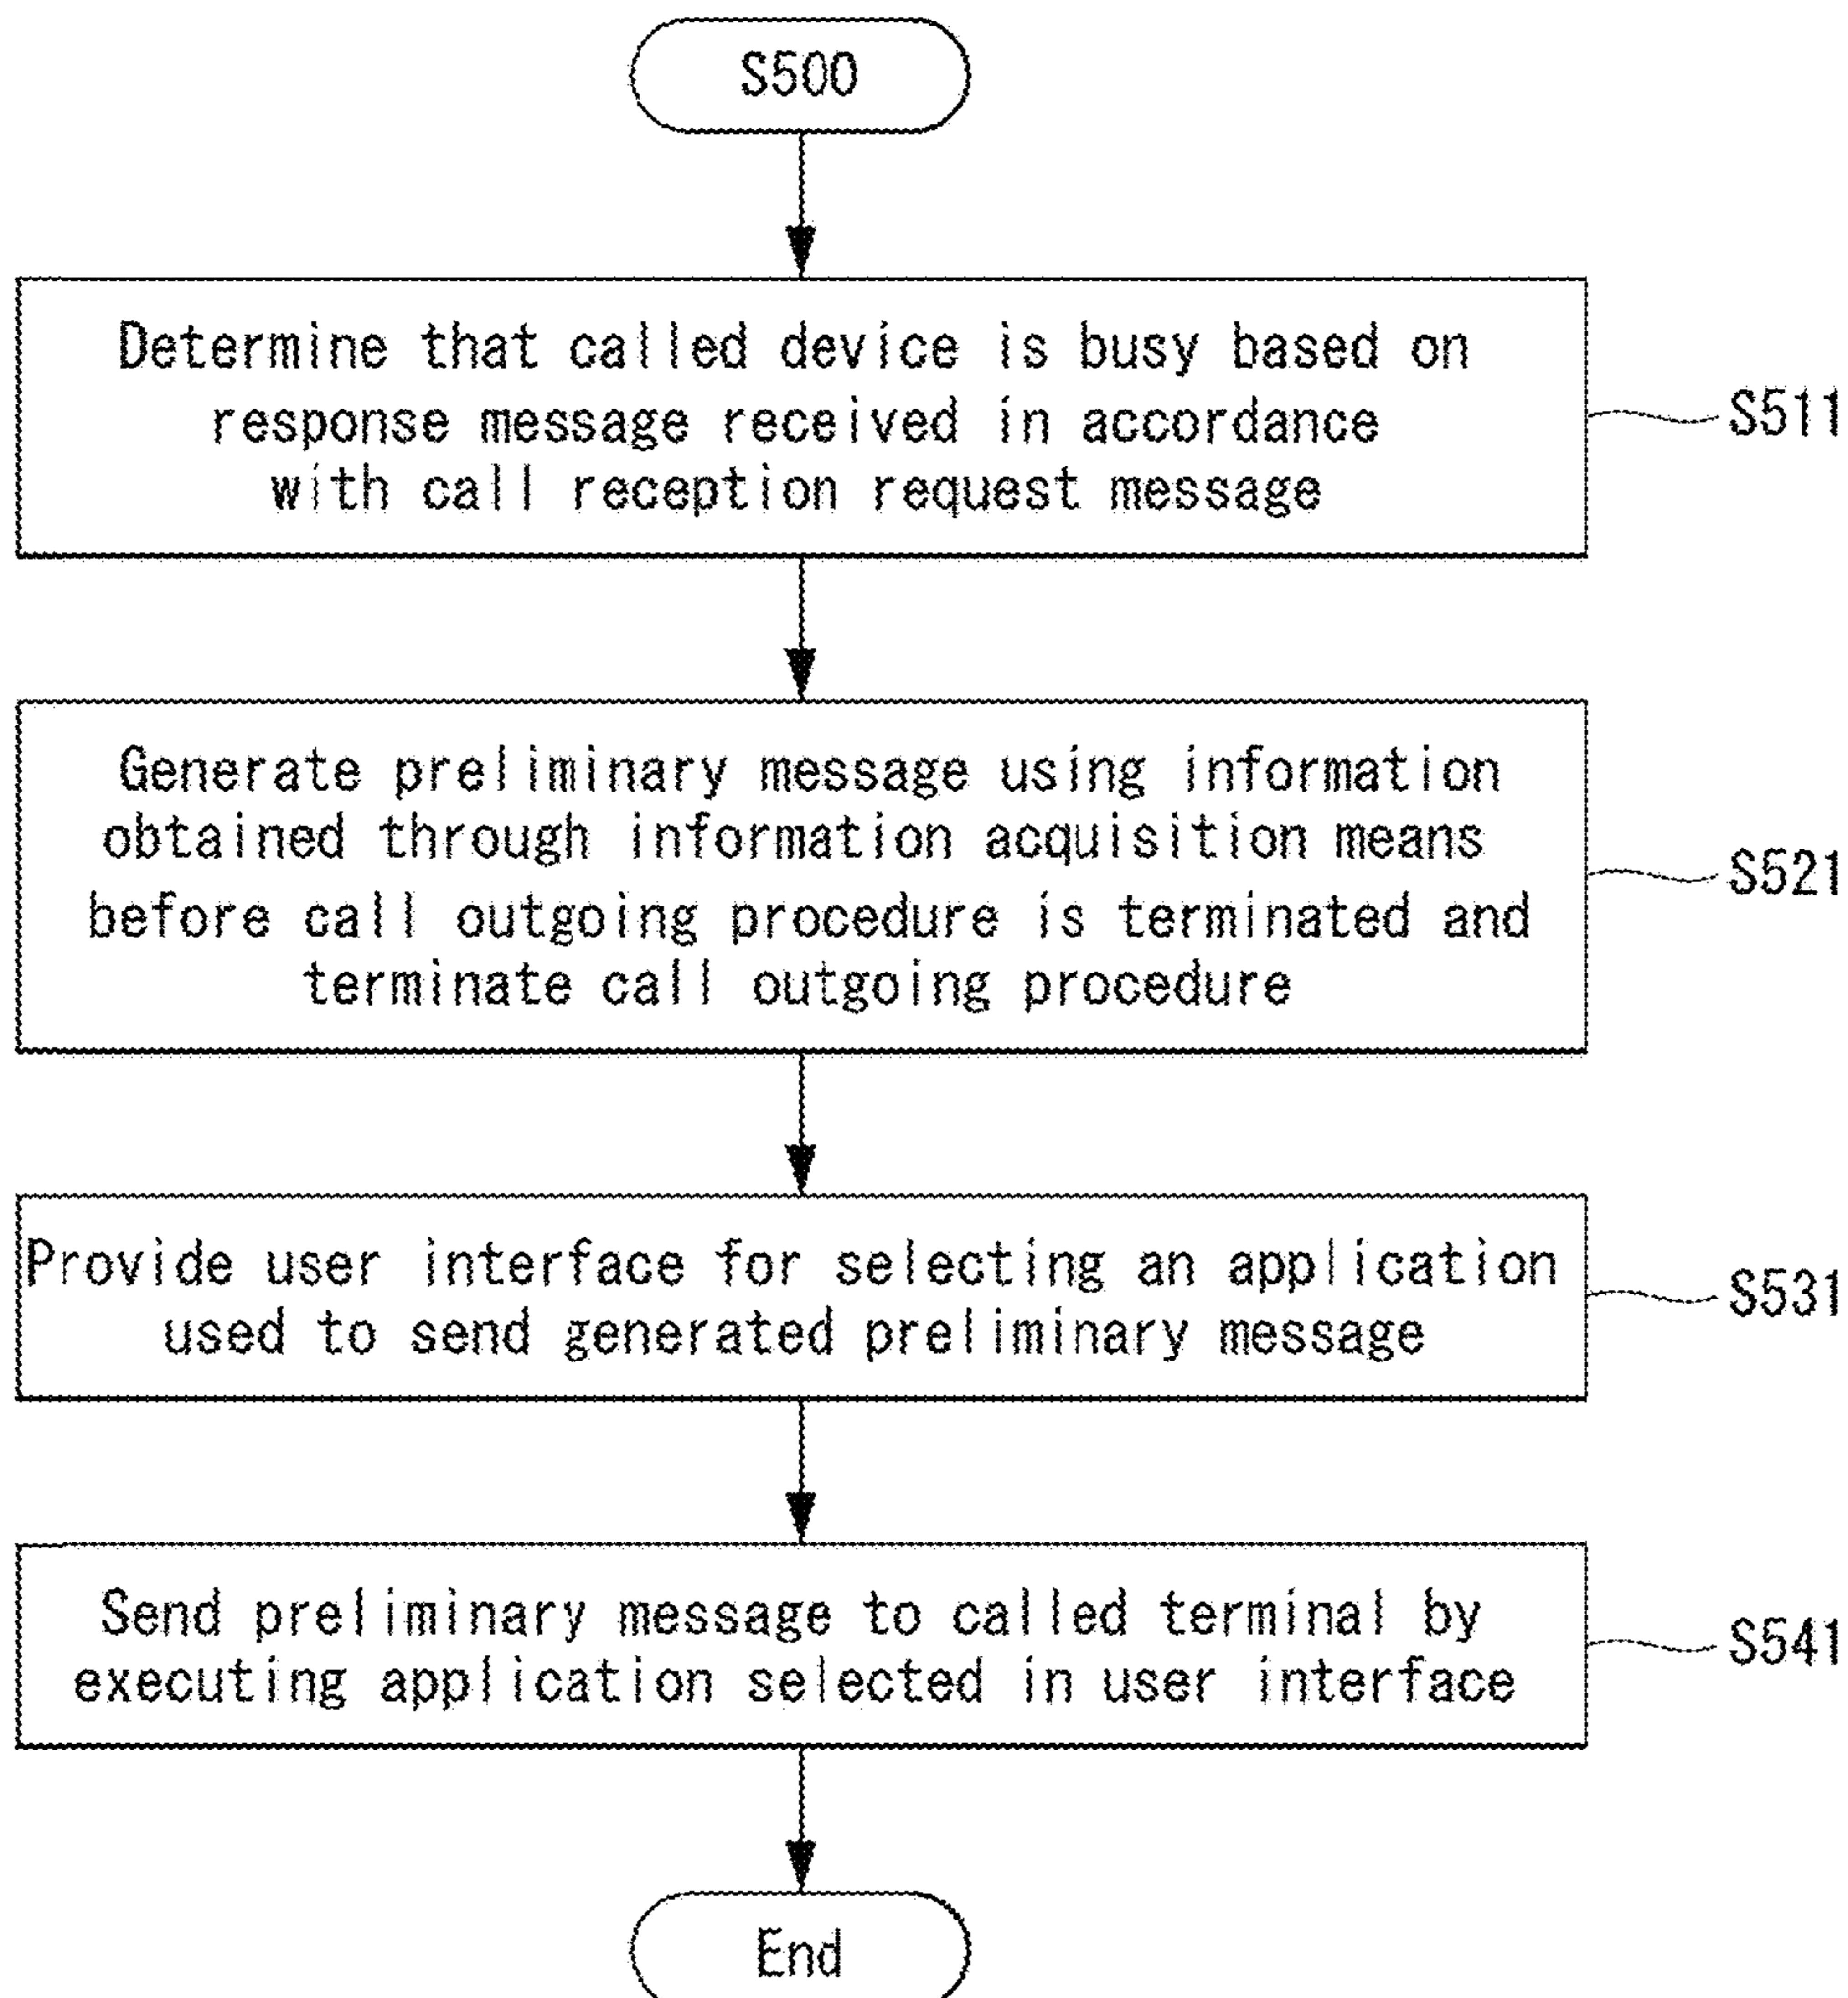 S500
Determine that called device is busy based on
response message received in accordance
with call reception request message
S511
Generate preliminary message using information
obtained through information acquisition means
before call outgoing procedure is terminated and
terminate call outgoing procedure
S521
Provide user interface for selecting an application
used to send generated preliminary message
S531
Send preliminary message to called terminal by
executing application selected in user interface
S541
End